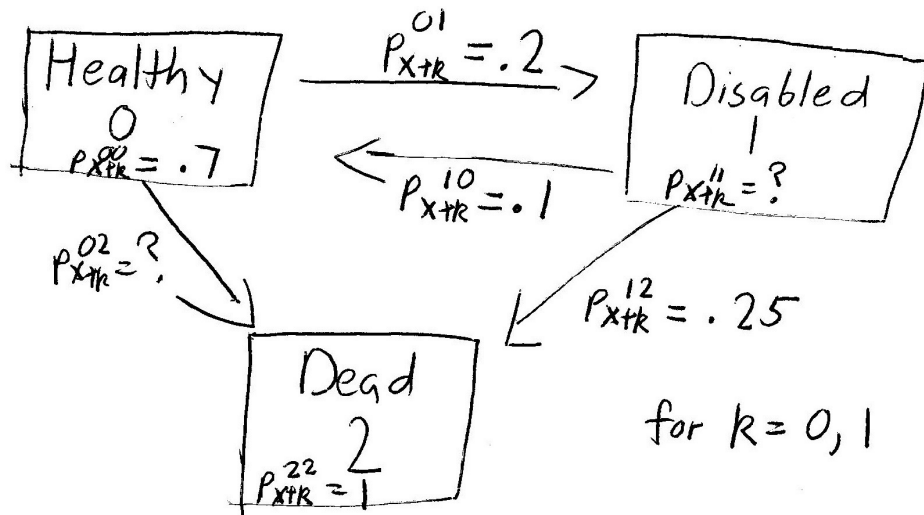 p_{x+k}^{01} = .2
Healthy
0
p_{x+k}^{00} = .7
Disabled
1
p_{x+k}^{11} = ?
p_{x+k}^{10} = .1
p_{x+k}^{02} = ?
p_{x+k}^{12} = .25
Dead
2
p_{x+k}^{22} = 1
for k = 0, 1